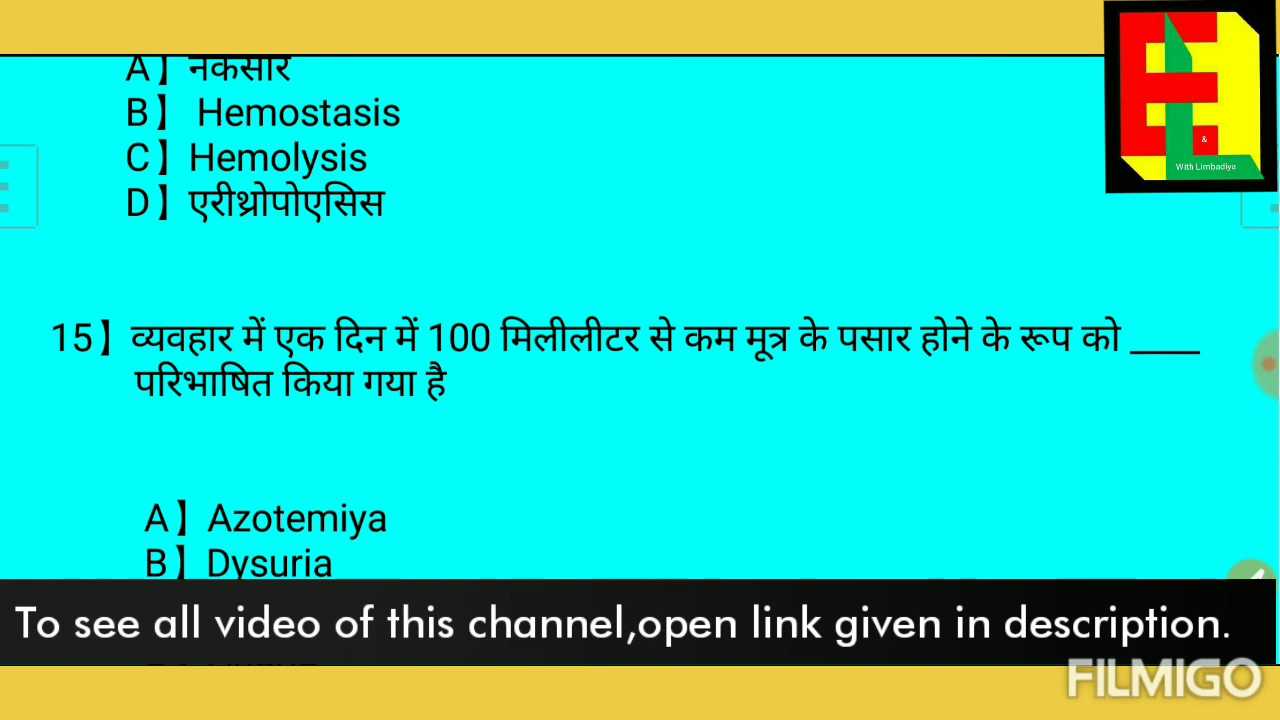 A】नकसीर
B】 Hemostasis
C】Hemolysis
D】एरीथ्रोपोएसिस
&
With Limbadiya
15】व्यवहार में एक दिन में 100 मिलीलीटर से कम मूत्र के पसार होने के रूप को ____
परिभाषित किया गया है
A】Azotemiya
B】Dysuria
To see all video of this channel,open link given in description.
FILMIGO